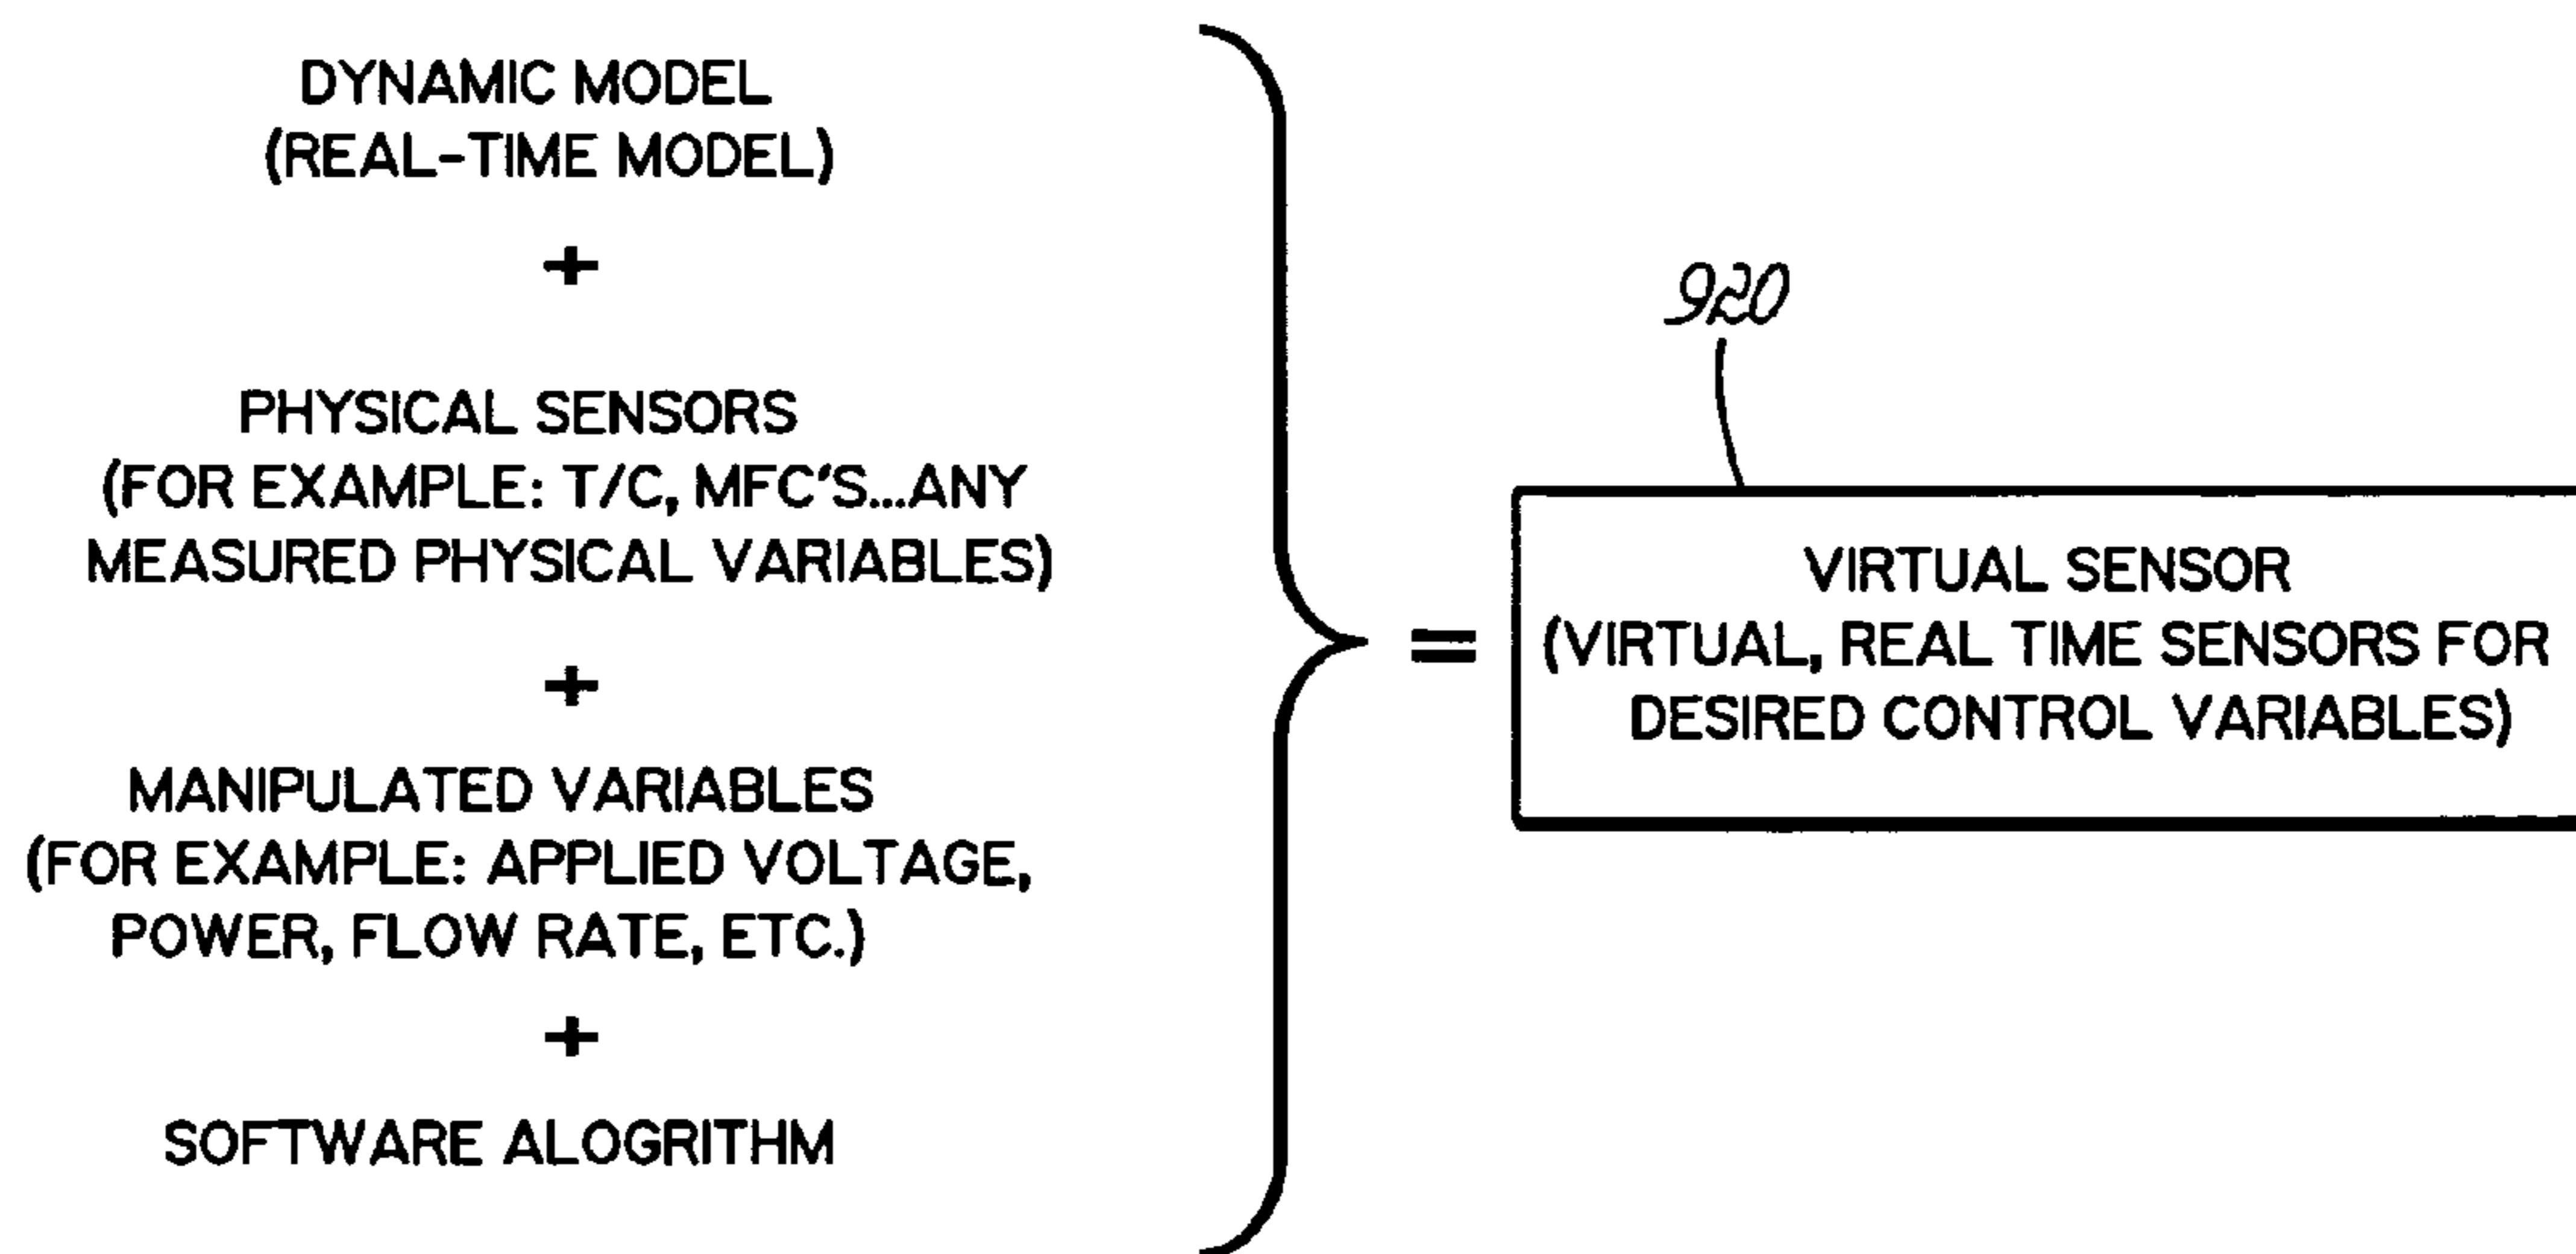 DYNAMIC MODEL
(REAL-TIME MODEL)
+
PHYSICAL SENSORS
(FOR EXAMPLE: T/C, MFC'S...ANY
MEASURED PHYSICAL VARIABLES)
+
MANIPULATED VARIABLES
(FOR EXAMPLE: APPLIED VOLTAGE,
POWER, FLOW RATE, ETC.)
+
SOFTWARE ALOGRITHM
=
920
VIRTUAL SENSOR
(VIRTUAL, REAL TIME SENSORS FOR
DESIRED CONTROL VARIABLES)